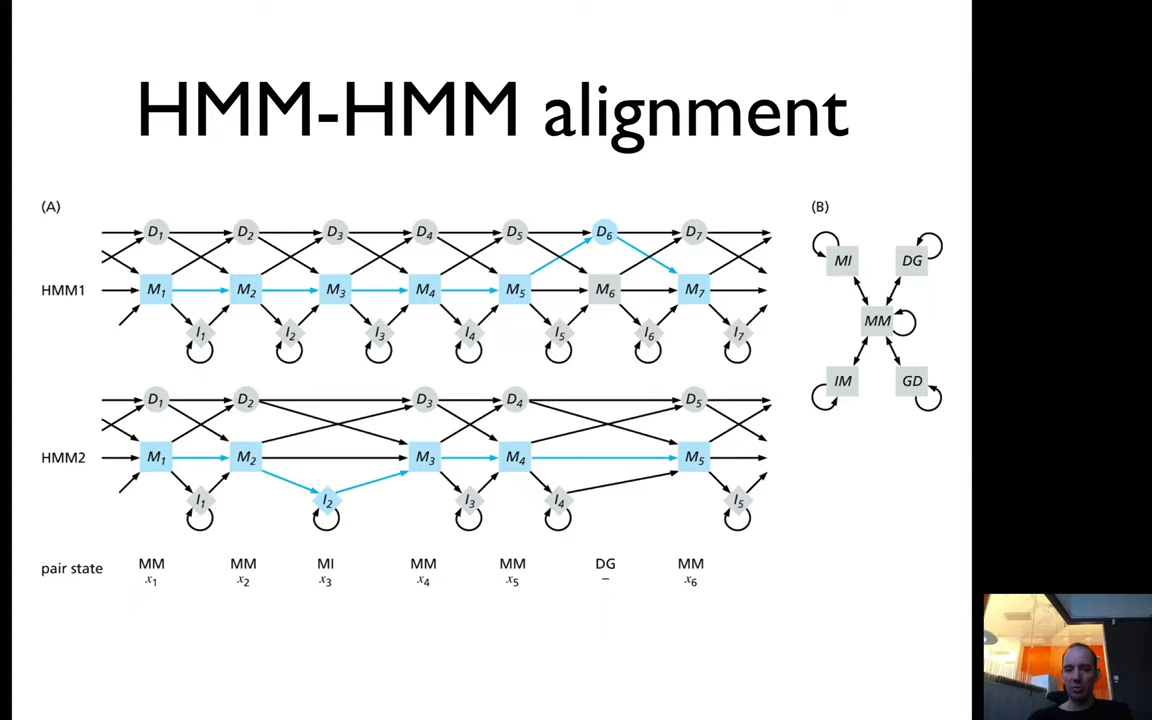 HMM-HMM alignment
(A) (B)
D1 D2 D3 D4 D5 D6 D7
MI DG
HMM1 M1 M2 M3 M4 M5 M6 M7
MM
I1 I2 I3 I4 I5 I6 I7
IM GD
D1 D2 D3 D4 D5
HMM2 M1 M2 M3 M4 M5
I1 I2 I3 I4 I5
pair state MM MM MI MM MM DG MM
x1 x2 x3 x4 x5 – x6